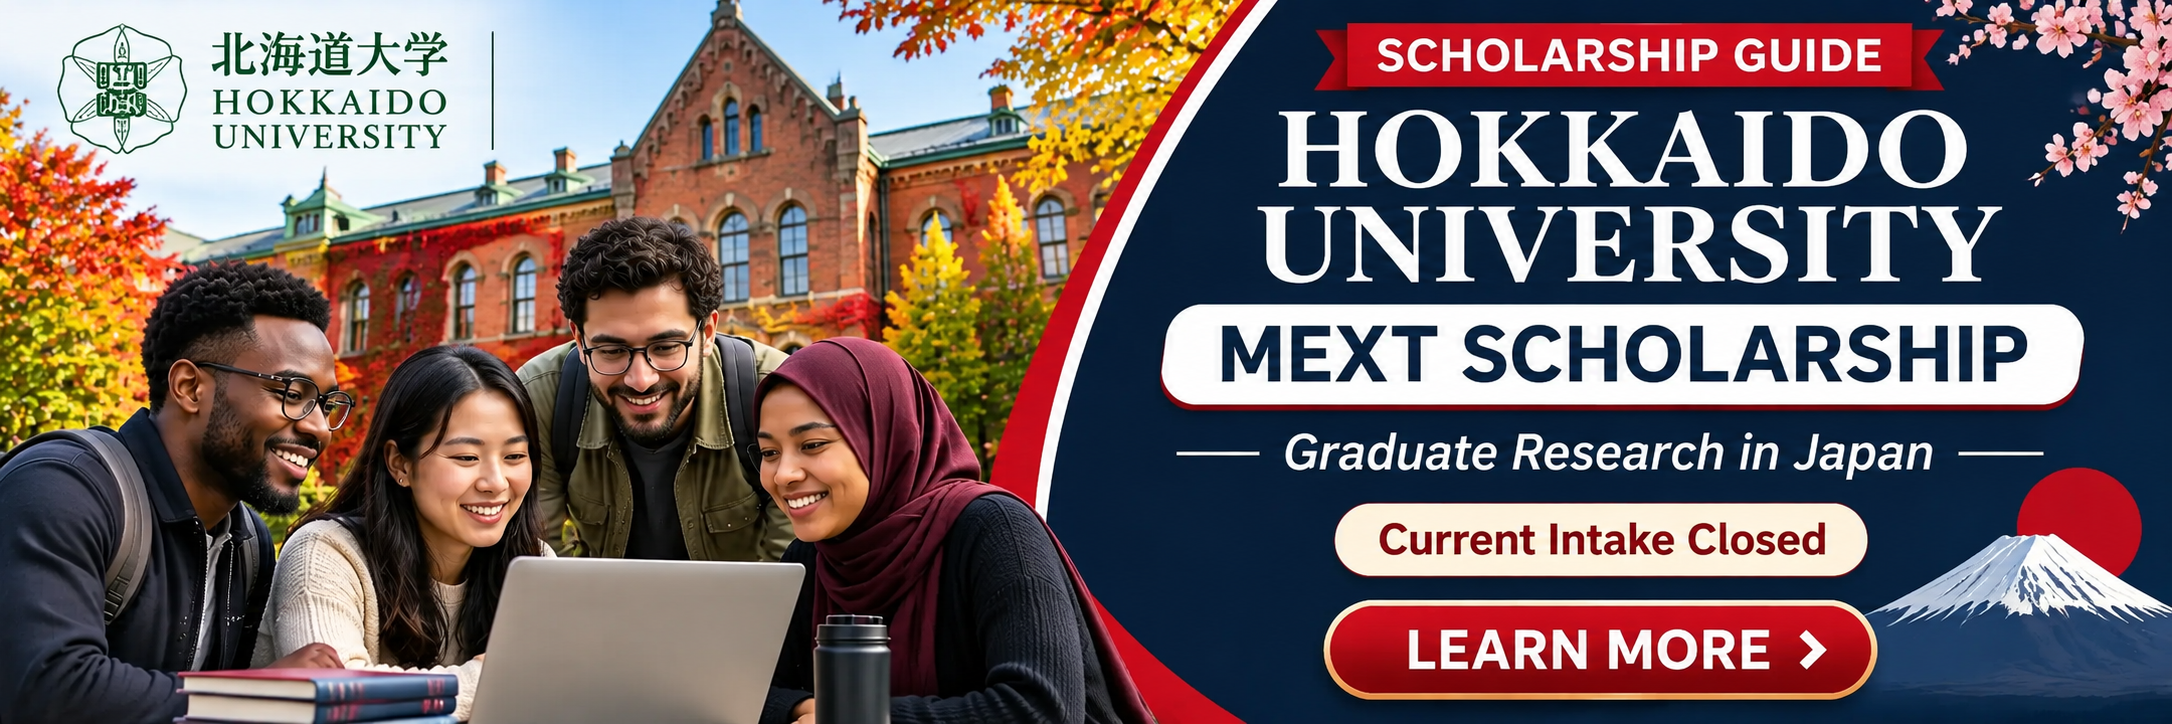 北海道大学
HOKKAIDO
UNIVERSITY
SCHOLARSHIP GUIDE
HOKKAIDO
UNIVERSITY
MEXT SCHOLARSHIP
Graduate Research in Japan
Current Intake Closed
LEARN MORE